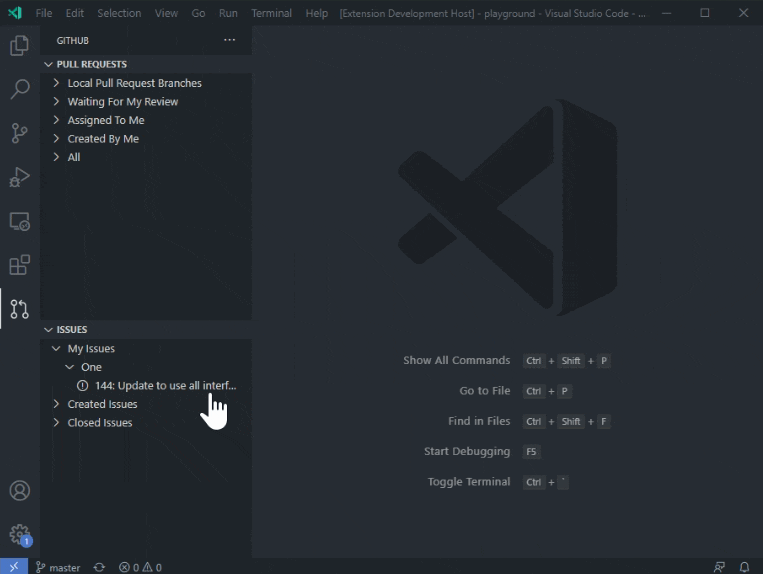 File Edit Selection View Go Run Terminal Help [Extension Development Host] - playground - Visual Studio Code - ...
GITHUB ...
PULL REQUESTS
Local Pull Request Branches
Waiting For My Review
Assigned To Me
Created By Me
All
ISSUES
My Issues
One
144: Update to use all interf...
Created Issues
Closed Issues
Show All Commands Ctrl + Shift + P
Go to File Ctrl + P
Find in Files Ctrl + Shift + F
Start Debugging F5
Toggle Terminal Ctrl + `
1
master 0 0